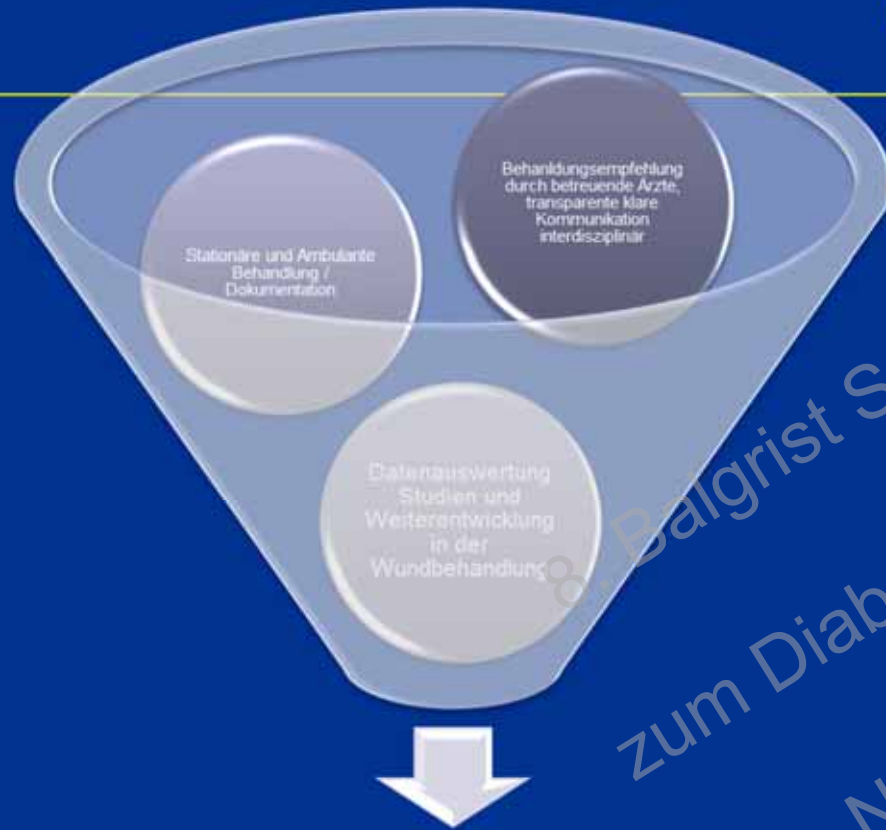 Behanldungsempfehlung
durch betreuende Ärzte,
transparente klare
Kommunikation
interdisziplinär
Stationäre und Ambulante
Behandlung /
Dokumentation
Datenauswertung
Studien und
Weiterentwicklung
in der
Wundbehandlung
8. Balgrist S
zum Diab
N